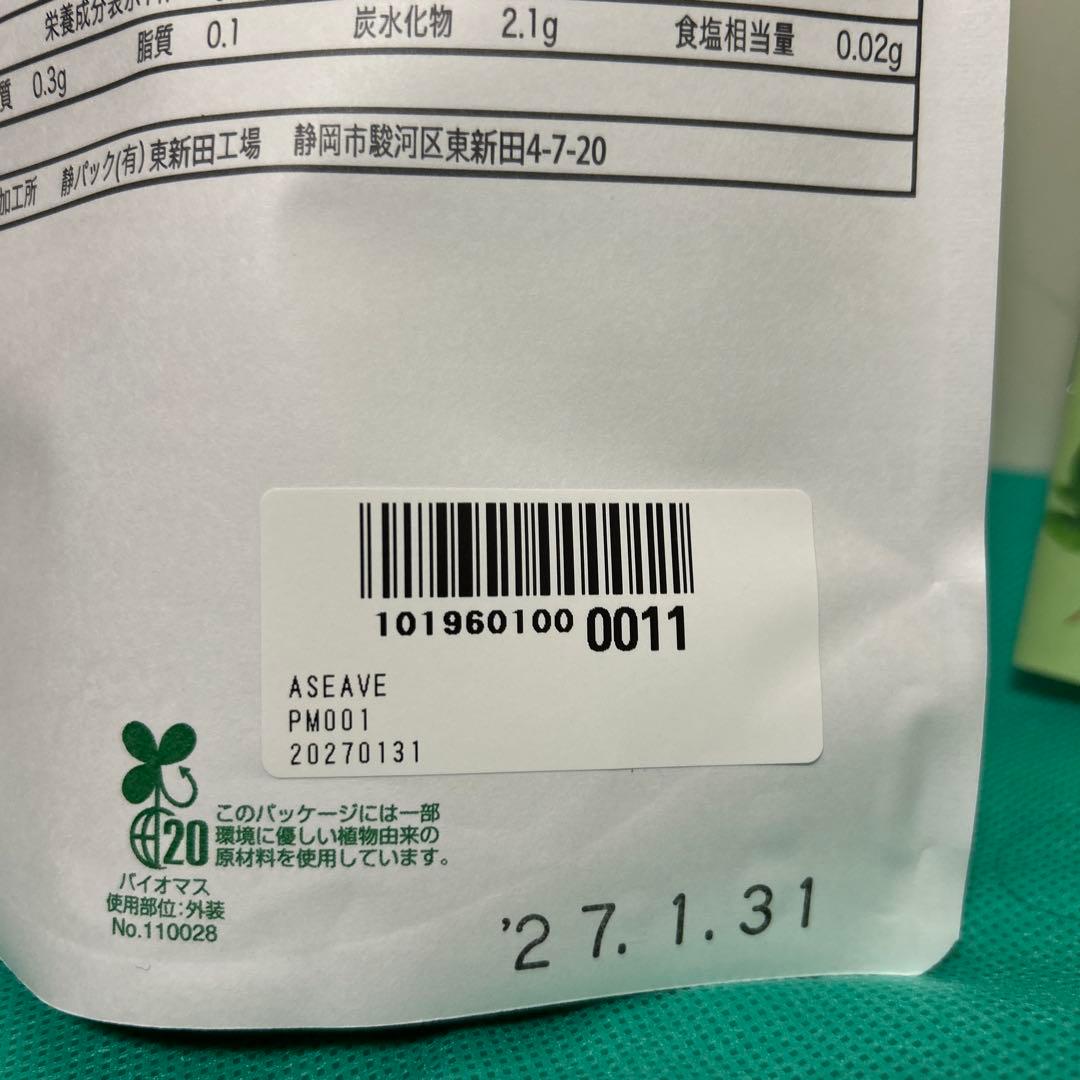 栄養成分表示
脂質 0.1 炭水化物 2.1g 食塩相当量 0.02g
質 0.3g
加工所 静パック(有)東新田工場 静岡市駿河区東新田4-7-20
101960100 0011
ASEAVE
PM001
20270131
20
このパッケージには一部
環境に優しい植物由来の
原材料を使用しています。
バイオマス
使用部位:外装
No.110028
'27.1.31